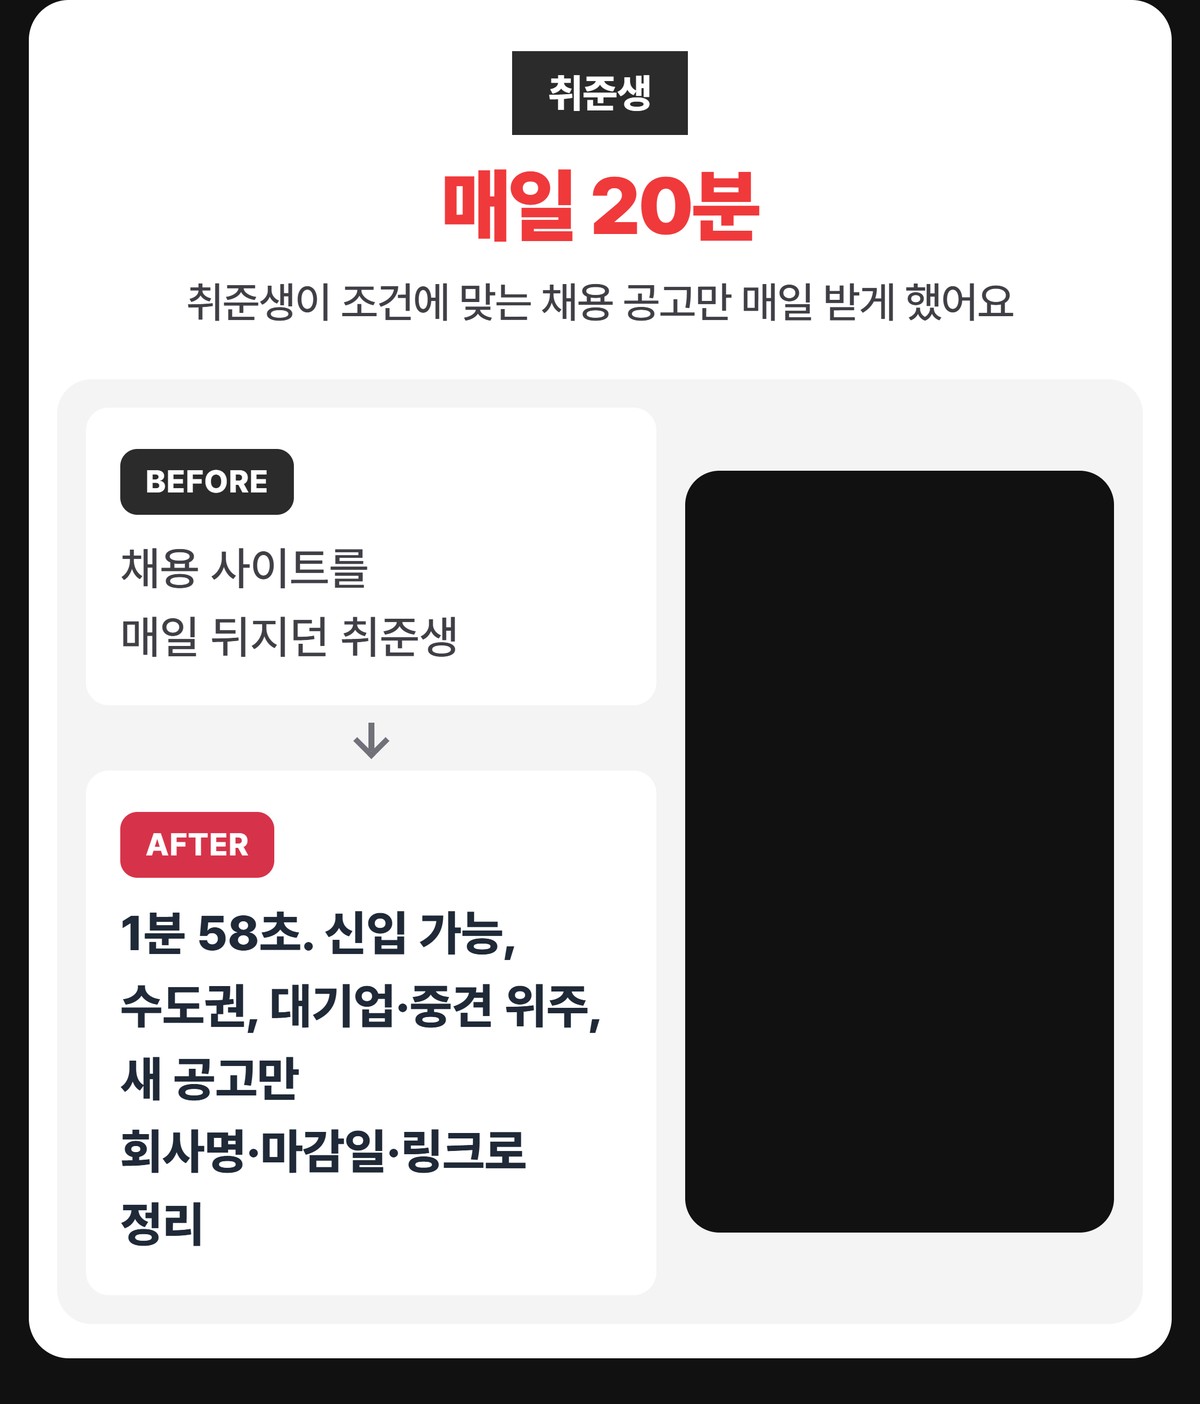 취준생
매일 20분
취준생이 조건에 맞는 채용 공고만 매일 받게 했어요
BEFORE
채용 사이트를
매일 뒤지던 취준생
AFTER
1분 58초. 신입 가능,
수도권, 대기업·중견 위주,
새 공고만
회사명·마감일·링크로
정리